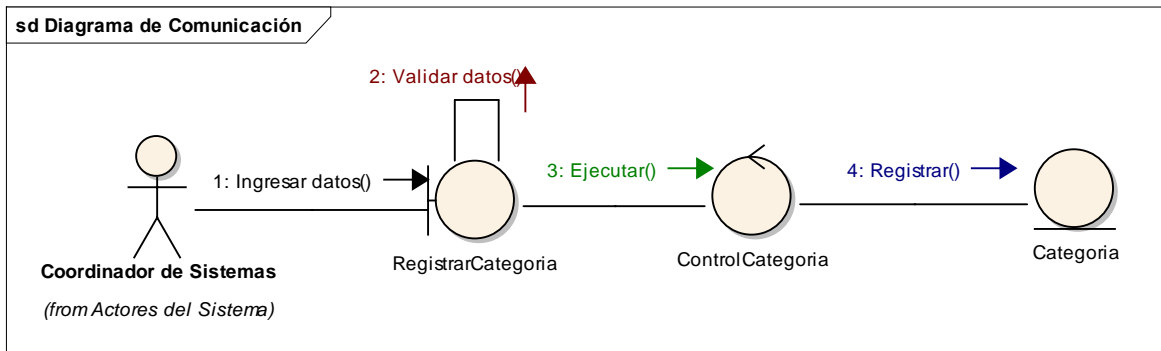 sd Diagrama de Comunicación
2: Validar datos()
1: Ingresar datos()
3: Ejecutar()
4: Registrar()
Coordinador de Sistemas
(from Actores del Sistema)
RegistrarCategoria
ControlCategoria
Categoria